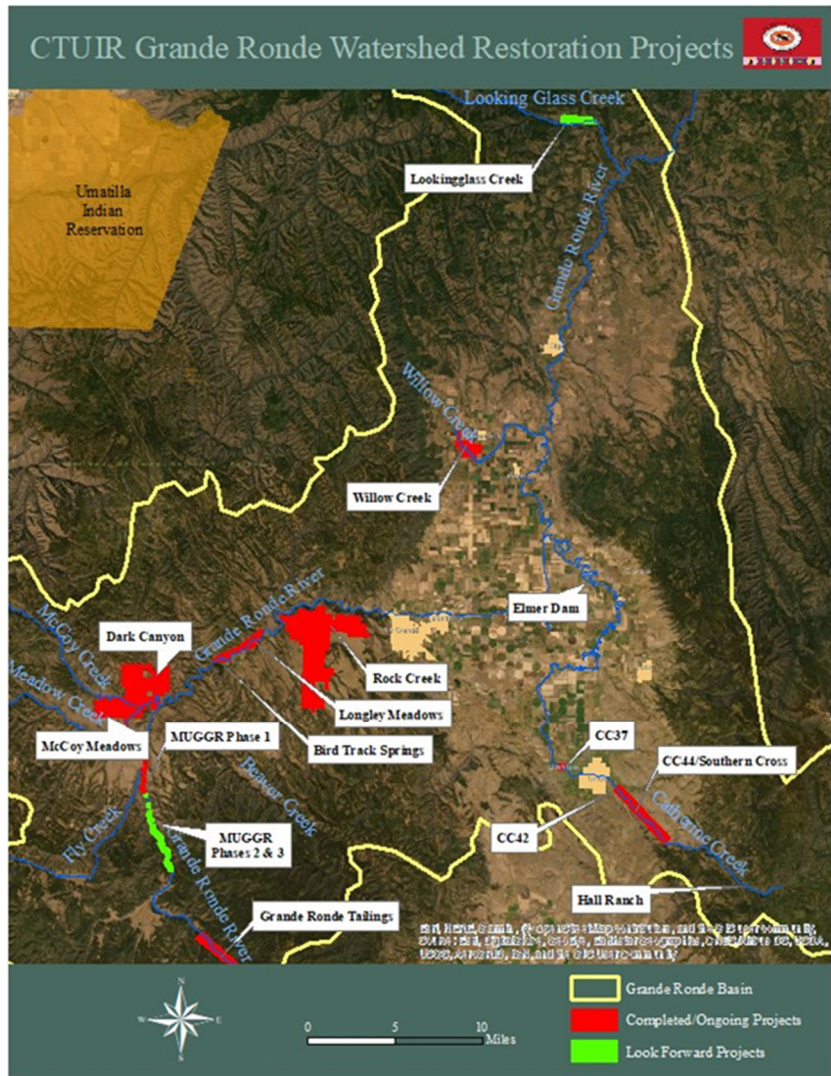 CTUIR Grande Ronde Watershed Restoration Projects
Looking Glass Creek
Lookingglass Creek
Umatilla
Indian
Reservation
Grande Ronde River
Willow Creek
Willow Creek
Elmer Dam
Grande Ronde River
McCoy Creek
Dark Canyon
Meadow Creek
Rock Creek
Longley Meadows
McCoy Meadows
MUGGR Phase 1
Bird Track Springs
CC37
CC44/Southern Cross
Beaver Creek
Catherine Creek
Fly Creek
MUGGR
Phases 2 & 3
CC42
Grande Ronde River
Hall Ranch
Grande Ronde Tailings
N
W
E
S
0
5
10
Miles
Grande Ronde Basin
Completed/Ongoing Projects
Look Forward Projects